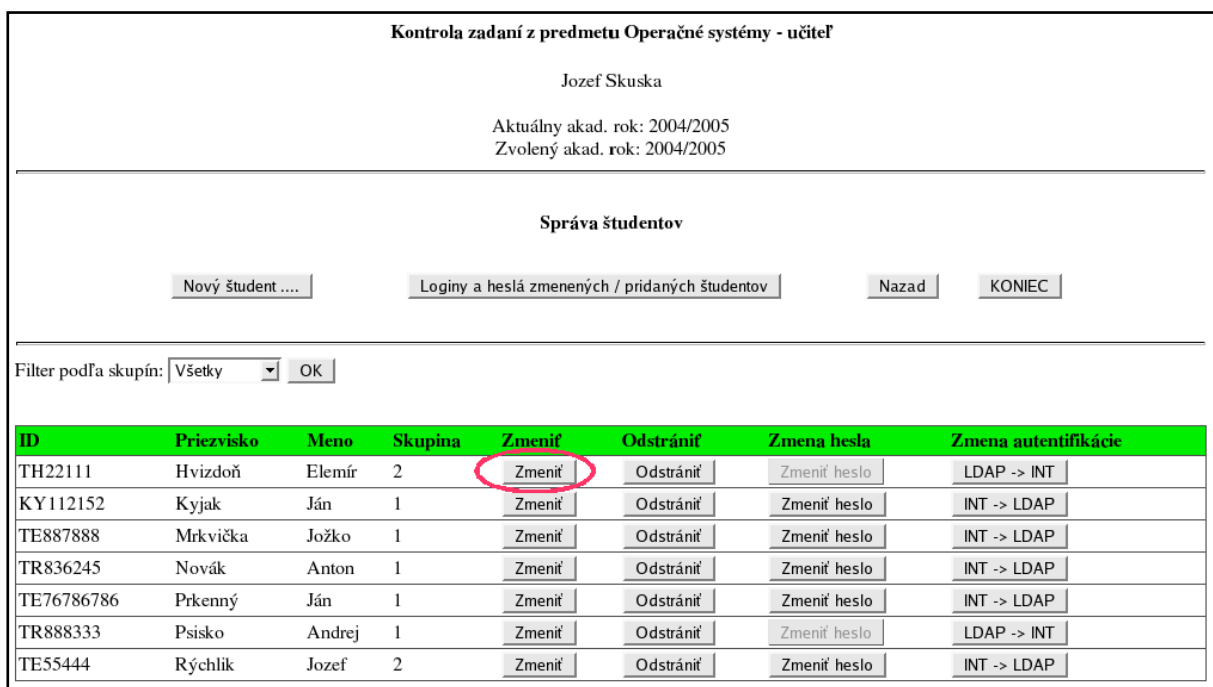 Kontrola zadaní z predmetu Operačné systémy - učiteľ
Jozef Skuska
Aktuálny akad. rok: 2004/2005
Zvolený akad. rok: 2004/2005
Správa študentov
Nový študent .... Loginy a heslá zmenených / pridaných študentov Nazad KONIEC
Filter podľa skupín: Všetky OK
ID Priezvisko Meno Skupina Zmeniť Odstrániť Zmena hesla Zmena autentifikácie
TH22111 Hvizdoň Elemír 2 Zmeniť Odstrániť Zmeniť heslo LDAP -> INT
KY112152 Kyjak Ján 1 Zmeniť Odstrániť Zmeniť heslo INT -> LDAP
TE887888 Mrkvička Jožko 1 Zmeniť Odstrániť Zmeniť heslo INT -> LDAP
TR836245 Novák Anton 1 Zmeniť Odstrániť Zmeniť heslo INT -> LDAP
TE76786786 Prkenný Ján 1 Zmeniť Odstrániť Zmeniť heslo INT -> LDAP
TR888333 Psisko Andrej 1 Zmeniť Odstrániť Zmeniť heslo LDAP -> INT
TE55444 Rýchlik Jozef 2 Zmeniť Odstrániť Zmeniť heslo INT -> LDAP